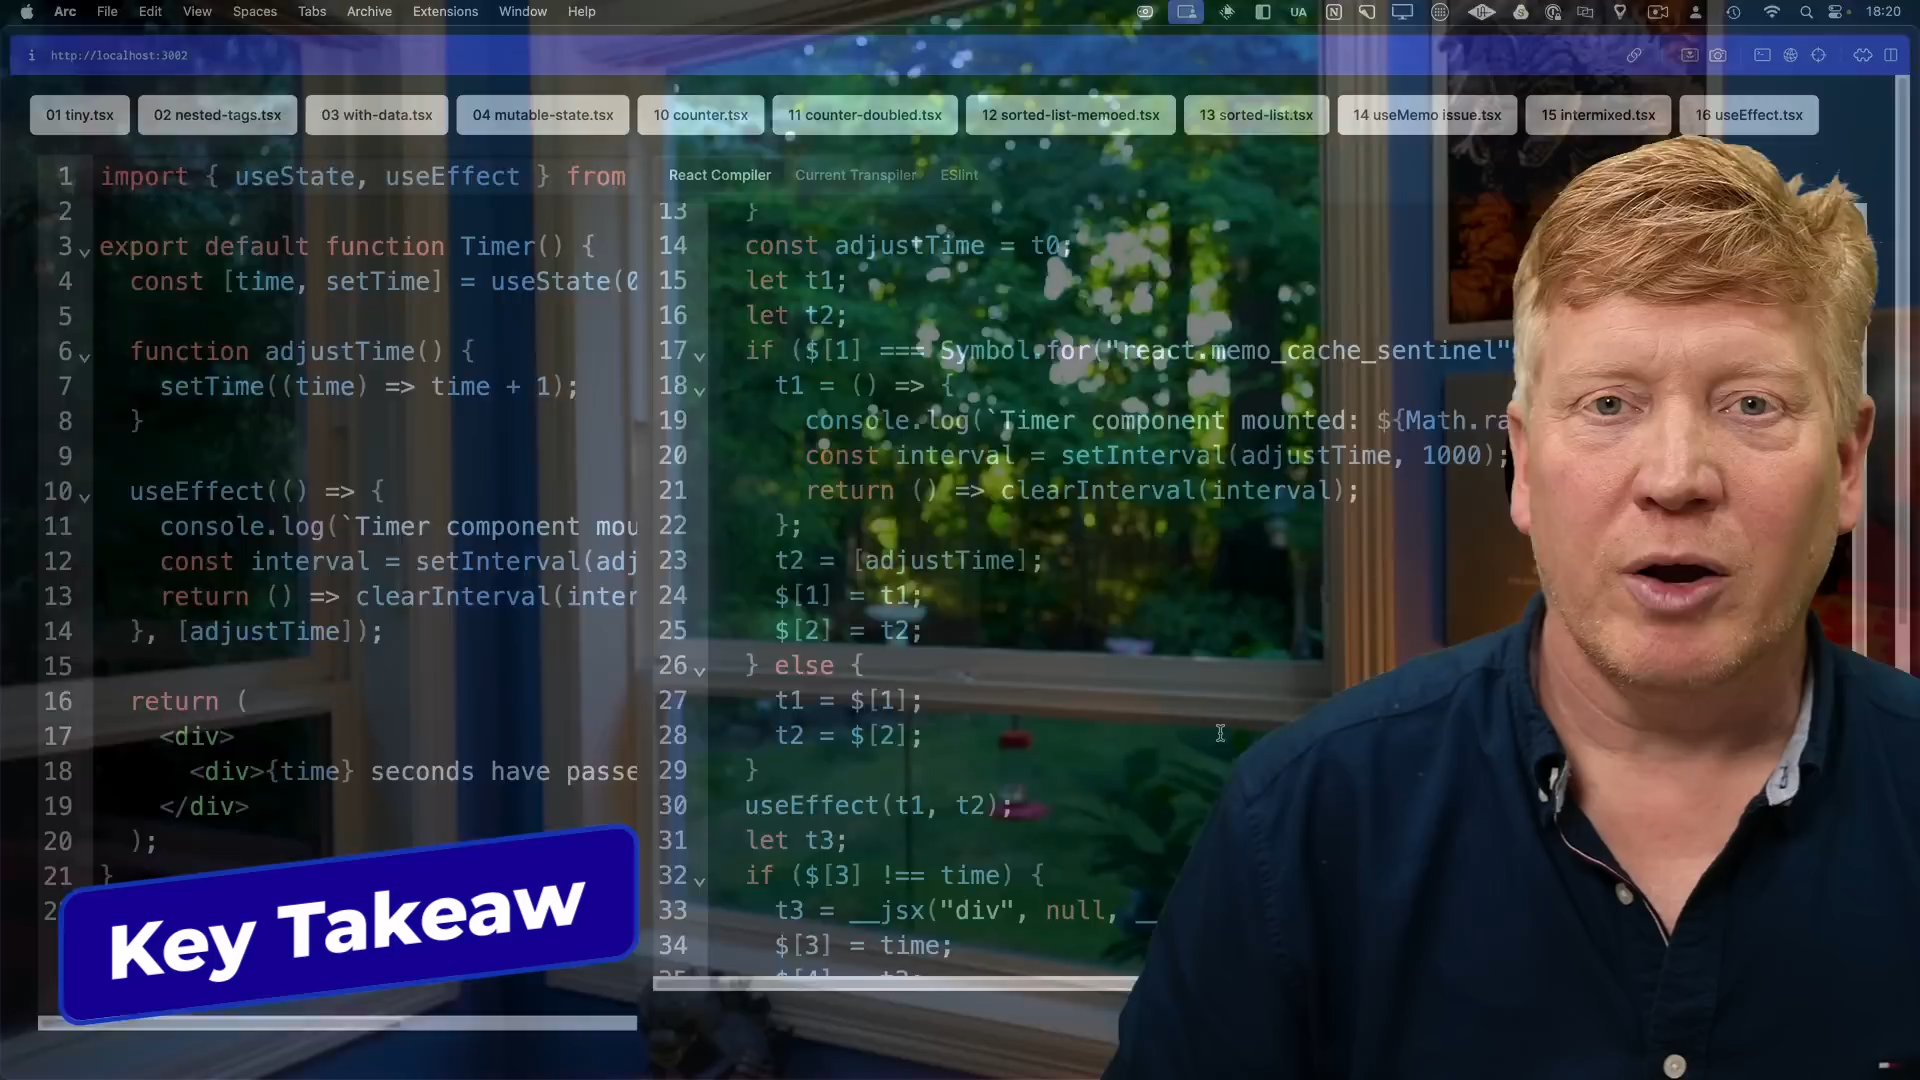 Arc File Edit View Spaces Tabs Archive Extensions Window Help UA 18:20
http://localhost:3002
01 tiny.tsx 02 nested-tags.tsx 03 with-data.tsx 04 mutable-state.tsx 10 counter.tsx 11 counter-doubled.tsx 12 sorted-list-memoed.tsx 13 sorted-list.tsx 14 useMemo issue.tsx 15 intermixed.tsx 16 useEffect.tsx
1 import { useState, useEffect } from
2
3 export default function Timer() {
4 const [time, setTime] = useState(0
5
6 function adjustTime() {
7 setTime((time) => time + 1);
8 }
9
10 useEffect(() => {
11 console.log(`Timer component mou
12 const interval = setInterval(adj
13 return () => clearInterval(inter
14 }, [adjustTime]);
15
16 return (
17 <div>
18 <div>{time} seconds have passe
19 </div>
20 );
21 }
React Compiler Current Transpiler ESlint
13 }
14 const adjustTime = t0;
15 let t1;
16 let t2;
17 if ($[1] === Symbol.for("react.memo_cache_sentinel"
18 t1 = () => {
19 console.log(`Timer component mounted: ${Math.ra
20 const interval = setInterval(adjustTime, 1000);
21 return () => clearInterval(interval);
22 };
23 t2 = [adjustTime];
24 $[1] = t1;
25 $[2] = t2;
26 } else {
27 t1 = $[1];
28 t2 = $[2];
29 }
30 useEffect(t1, t2);
31 let t3;
32 if ($[3] !== time) {
33 t3 = __jsx("div", null, __
34 $[3] = time;
Key Takeaw